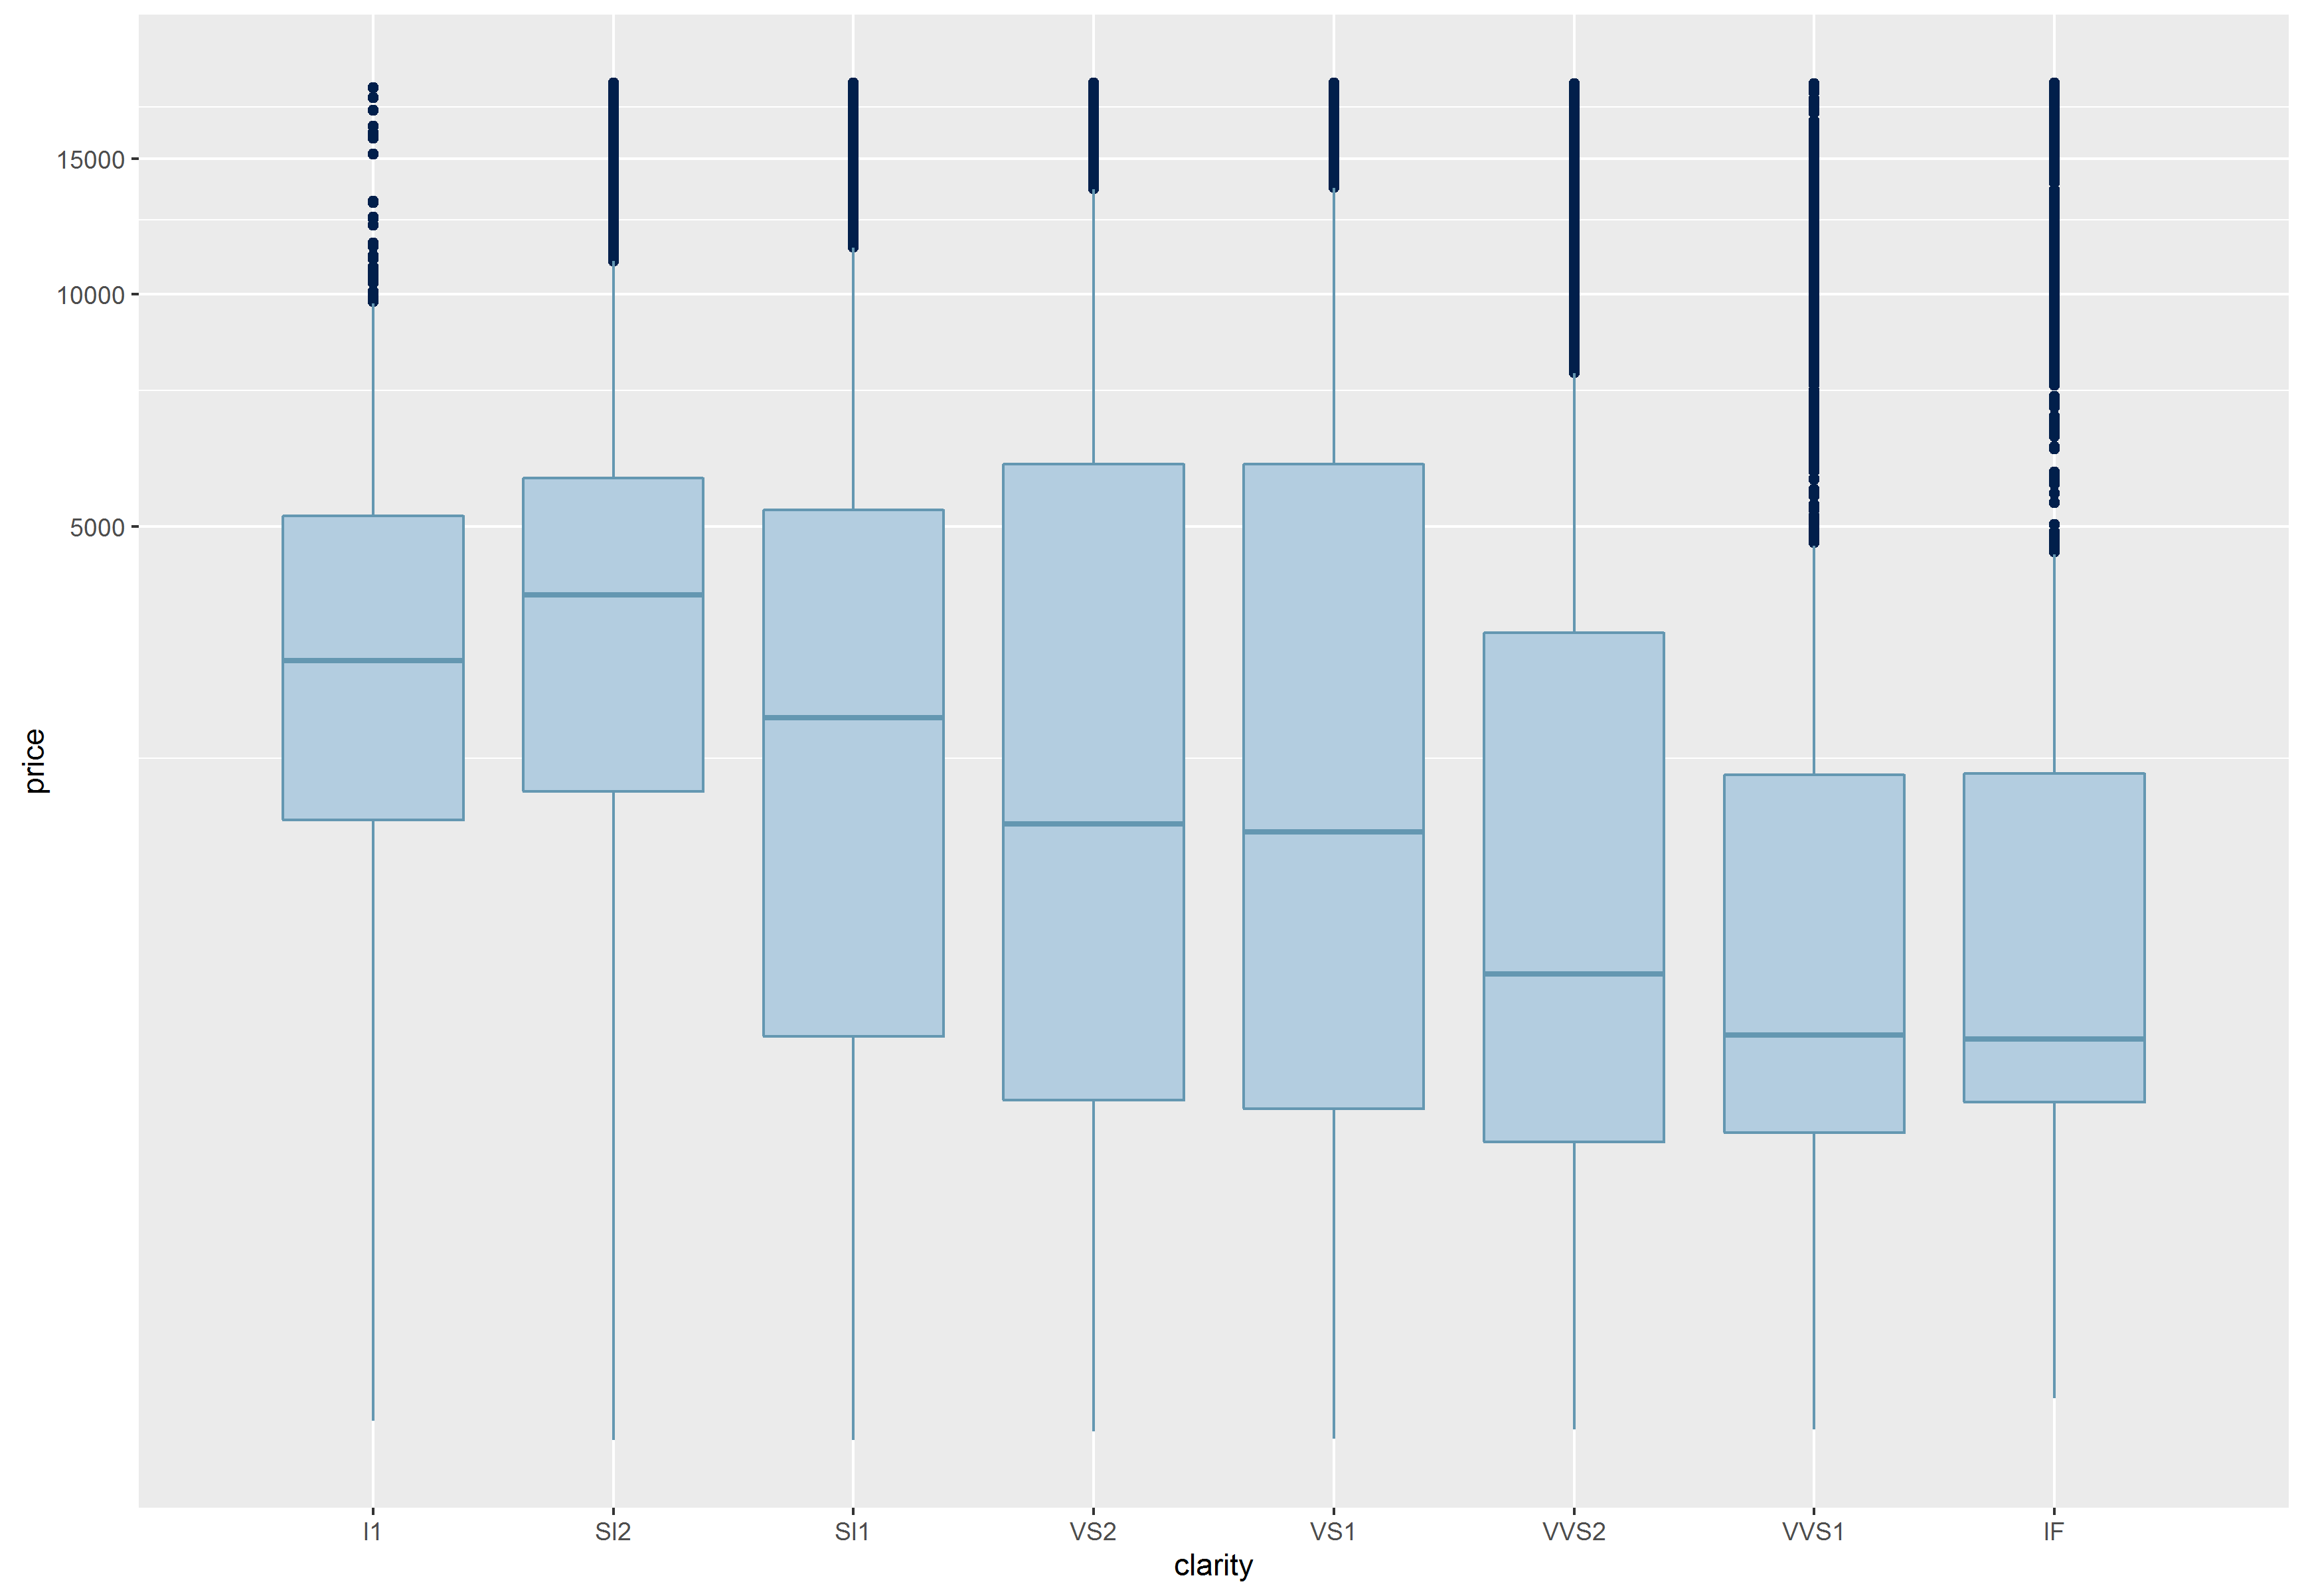 15000
10000
5000
price
I1 SI2 SI1 VS2 VS1 VVS2 VVS1 IF
clarity